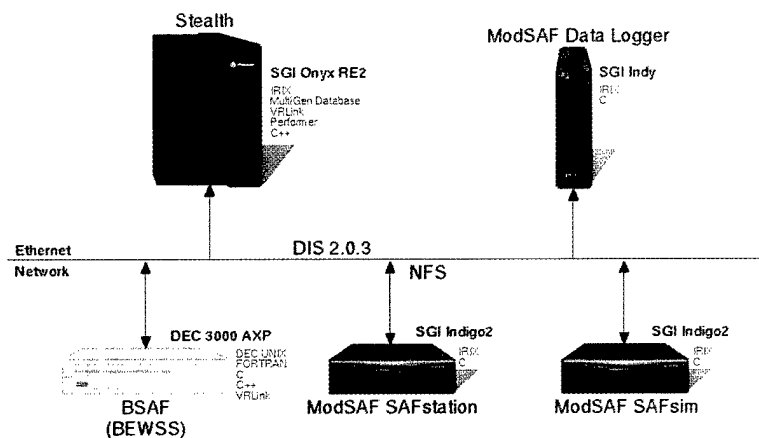 Stealth
ModSAF Data Logger
SGI Onyx RE2
IRIX
MultiGen Database
VRLink
Performer
C++
SGI Indy
IRIX
C
Ethernet
DIS 2.0.3
Network
NFS
DEC 3000 AXP
DEC UNIX
FORTRAN
C
C++
VRLink
BSAF
(BEWSS)
SGI Indigo2
IRIX
C
ModSAF SAFstation
SGI Indigo2
IRIX
C
ModSAF SAFsim